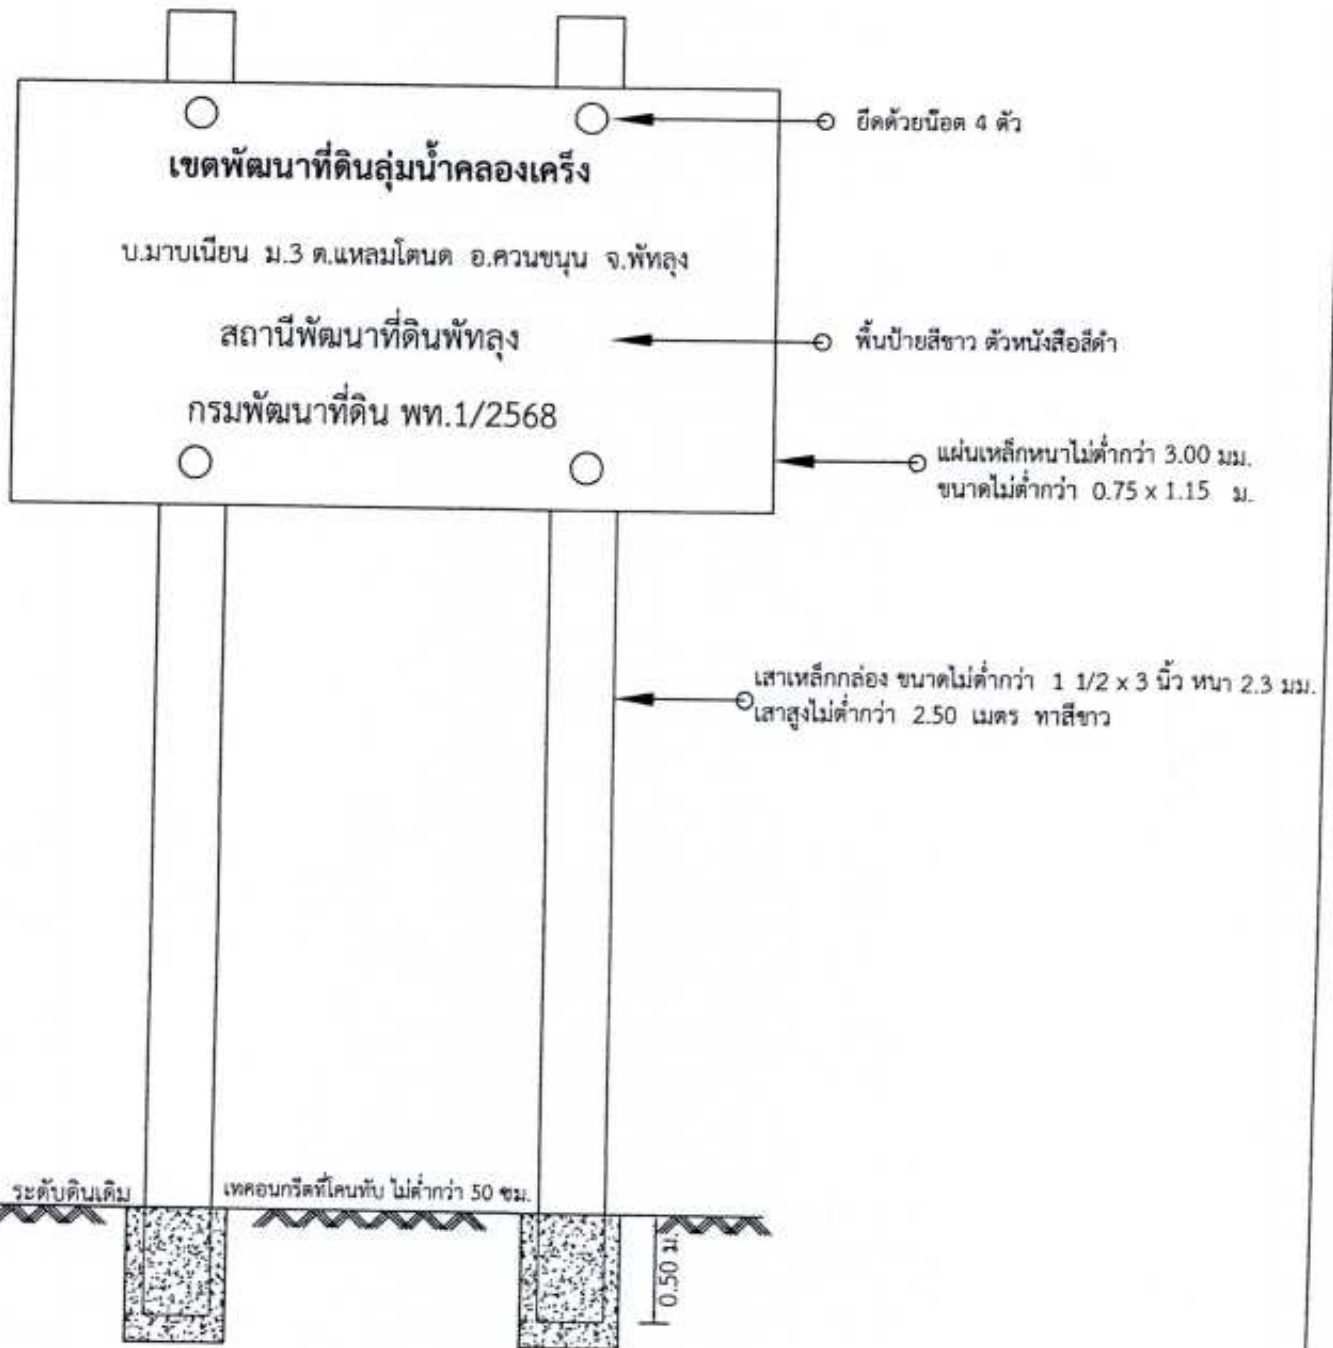 ยึดด้วยน๊อต 4 ตัว
เขตพัฒนาที่ดินลุ่มน้ำคลองเคร็ง
บ.มาบเนียน ม.3 ต.แหลมโตนด อ.ควนขนุน จ.พัทลุง
สถานีพัฒนาที่ดินพัทลุง
พื้นป้ายสีขาว ตัวหนังสือสีดำ
กรมพัฒนาที่ดิน พท.1/2568
แผ่นเหล็กหนาไม่ต่ำกว่า 3.00 มม.
ขนาดไม่ต่ำกว่า 0.75 x 1.15 ม.
เสาเหล็กกล่อง ขนาดไม่ต่ำกว่า 1 1/2 x 3 นิ้ว หนา 2.3 มม.
เสาสูงไม่ต่ำกว่า 2.50 เมตร ทาสีขาว
ระดับดินเดิม
เทคอนกรีตที่โคนทับ ไม่ต่ำกว่า 50 ซม.
0.50 ม.